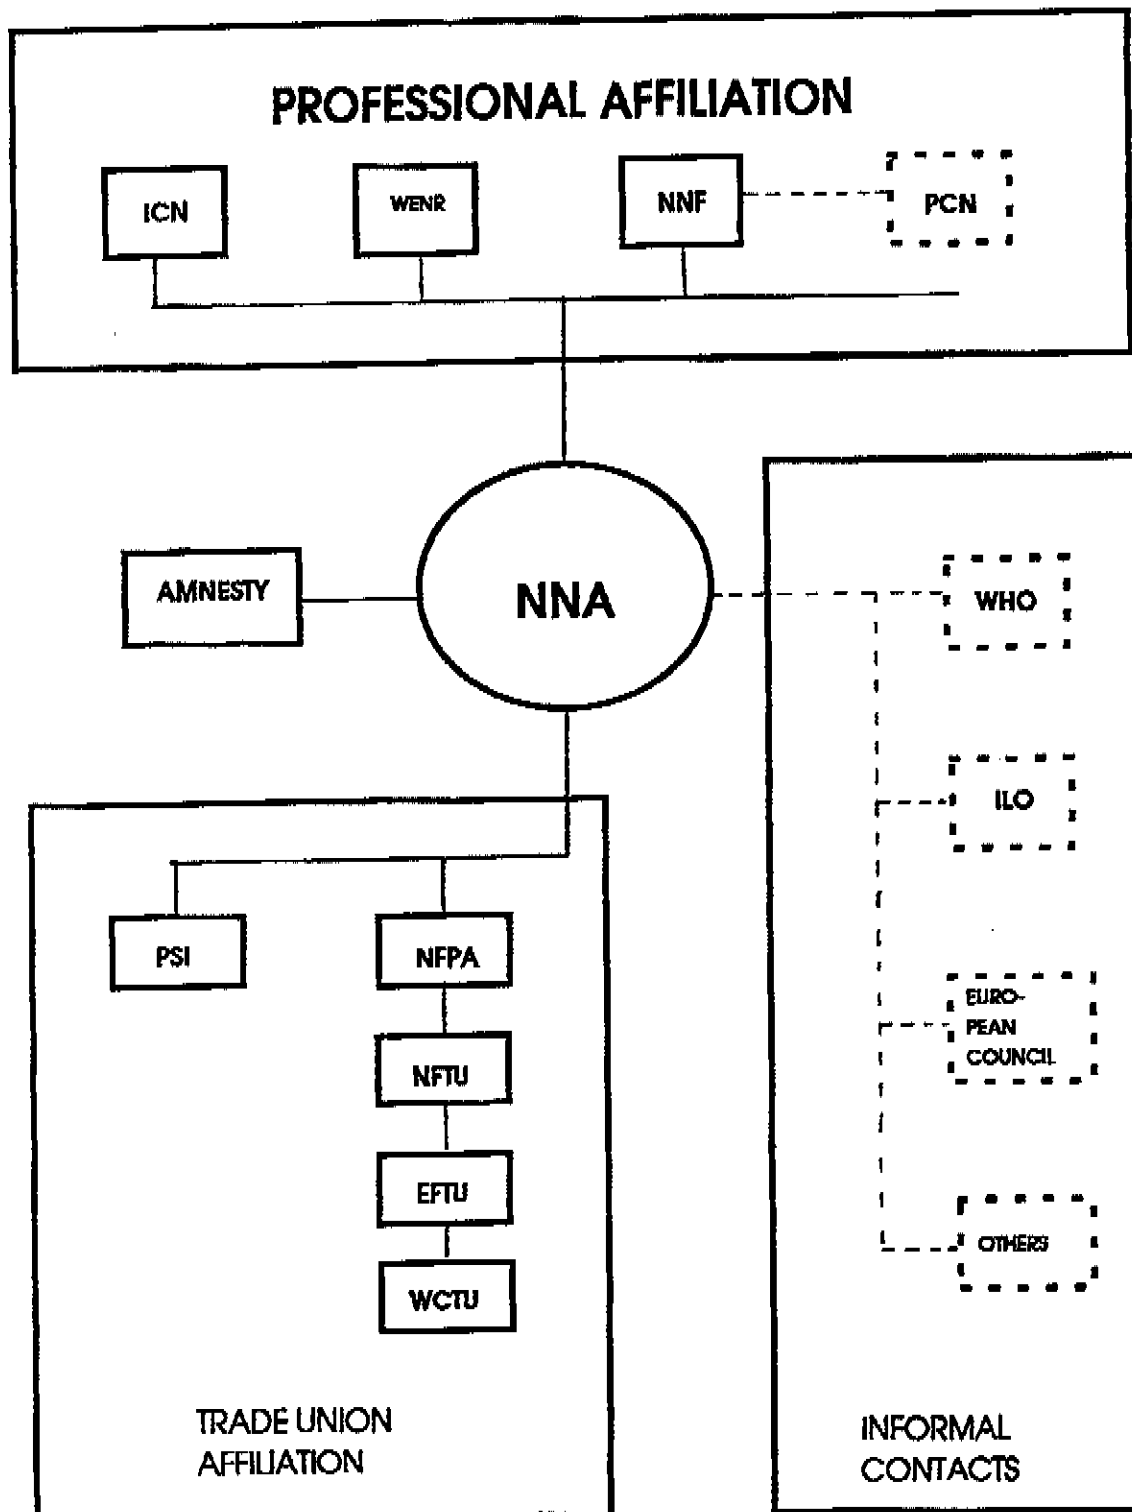 PROFESSIONAL AFFILIATION
ICN
WENR
NNF
PCN
AMNESTY
NNA
WHO
ILO
EURO-
PEAN
COUNCIL
OTHERS
PSI
NFPA
NFTU
EFTU
WCTU
TRADE UNION
AFFILIATION
INFORMAL
CONTACTS